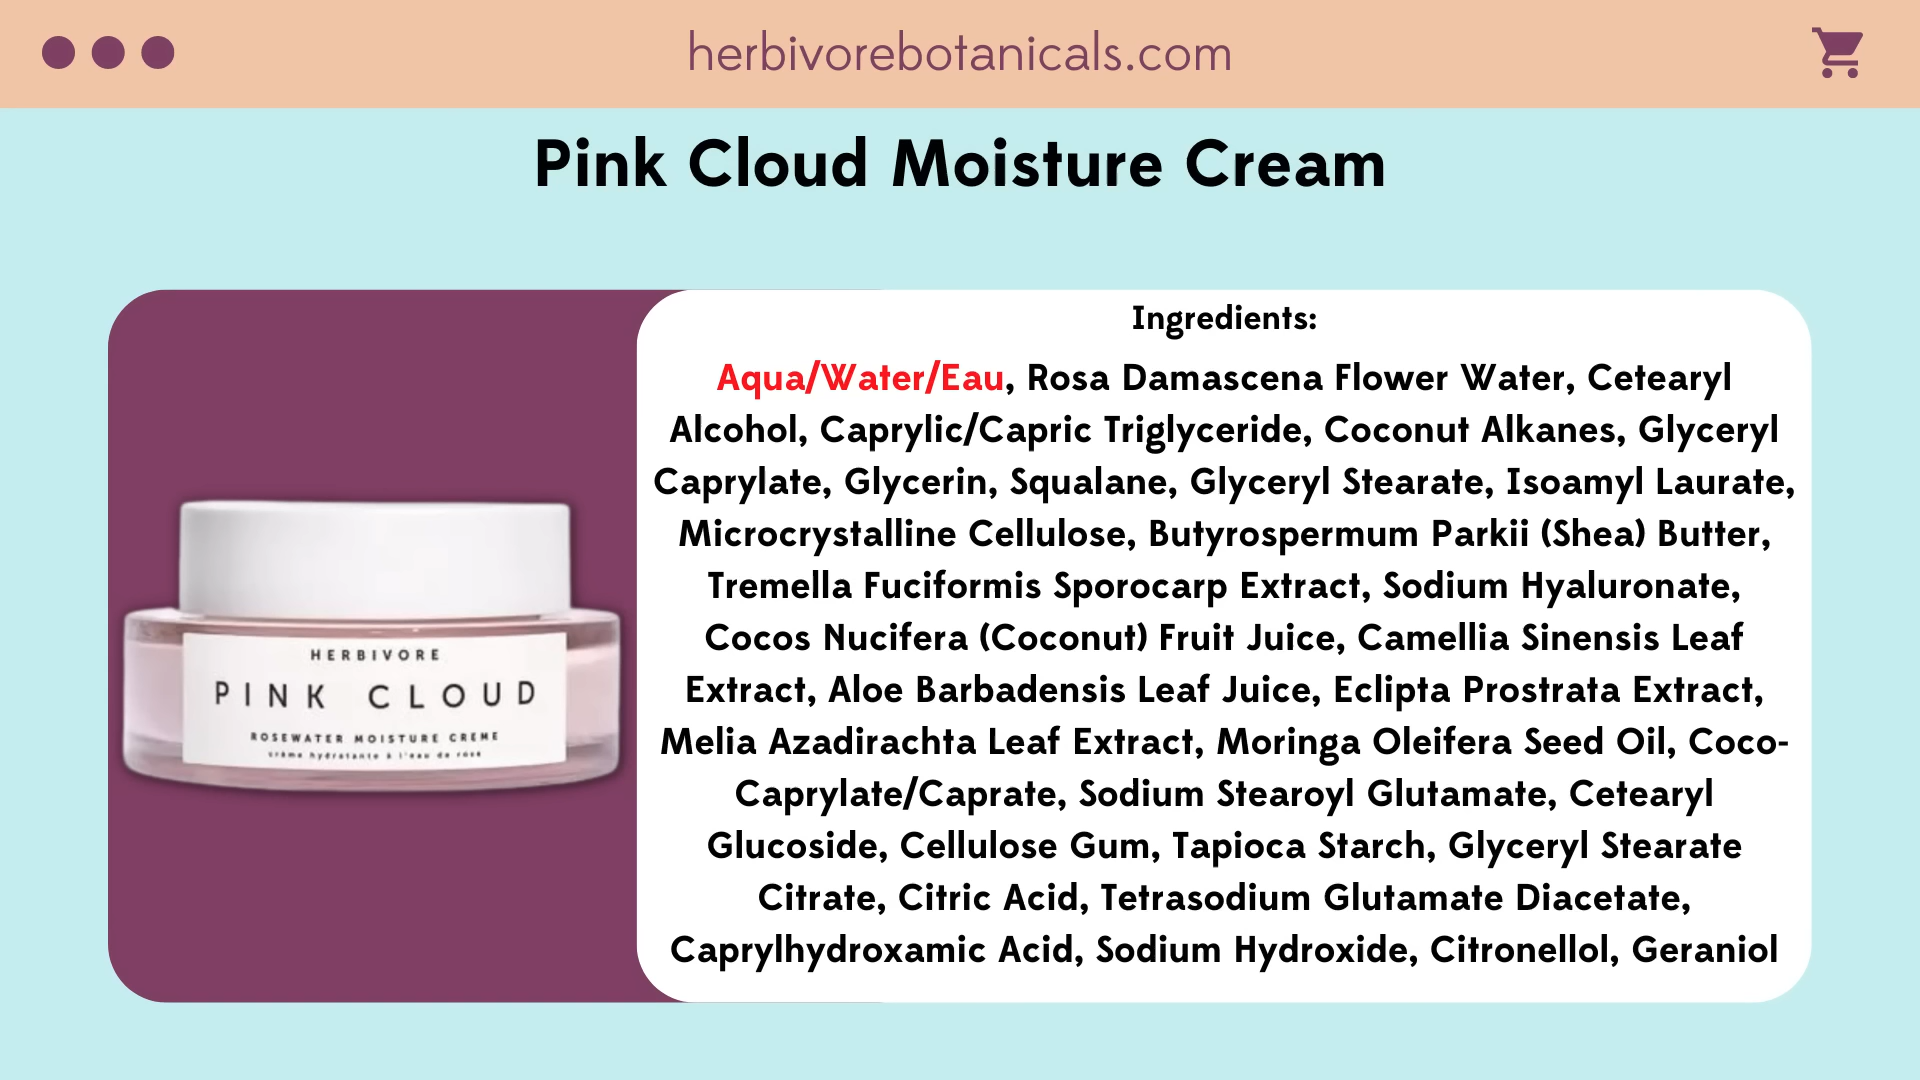 herbivorebotanicals.com
Pink Cloud Moisture Cream
HERBIVORE
PINK CLOUD
ROSEWATER MOISTURE CREME
crème hydratante à l'eau de rose
Ingredients:
Aqua/Water/Eau, Rosa Damascena Flower Water, Cetearyl
Alcohol, Caprylic/Capric Triglyceride, Coconut Alkanes, Glyceryl
Caprylate, Glycerin, Squalane, Glyceryl Stearate, Isoamyl Laurate,
Microcrystalline Cellulose, Butyrospermum Parkii (Shea) Butter,
Tremella Fuciformis Sporocarp Extract, Sodium Hyaluronate,
Cocos Nucifera (Coconut) Fruit Juice, Camellia Sinensis Leaf
Extract, Aloe Barbadensis Leaf Juice, Eclipta Prostrata Extract,
Melia Azadirachta Leaf Extract, Moringa Oleifera Seed Oil, Coco-
Caprylate/Caprate, Sodium Stearoyl Glutamate, Cetearyl
Glucoside, Cellulose Gum, Tapioca Starch, Glyceryl Stearate
Citrate, Citric Acid, Tetrasodium Glutamate Diacetate,
Caprylhydroxamic Acid, Sodium Hydroxide, Citronellol, Geraniol